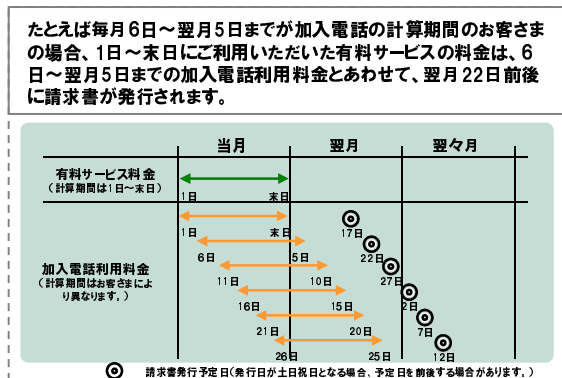 たとえば毎月6日～翌月5日までが加入電話の計算期間のお客さま
の場合、1日～末日にご利用いただいた有料サービスの料金は、6
日～翌月5日までの加入電話利用料金とあわせて、翌月22日前後
に請求書が発行されます。
当月 翌月 翌々月
有料サービス料金
(計算期間は1日～末日)
1日 末日
1日 末日 17日
6日 5日 22日
加入電話利用料金
(計算期間はお客さまによ
り異なります。)
11日 10日 27日
16日 15日 2日
21日 20日 7日
26日 25日 12日
請求書発行予定日(発行日が土日祝日となる場合、予定日を前後する場合があります。)